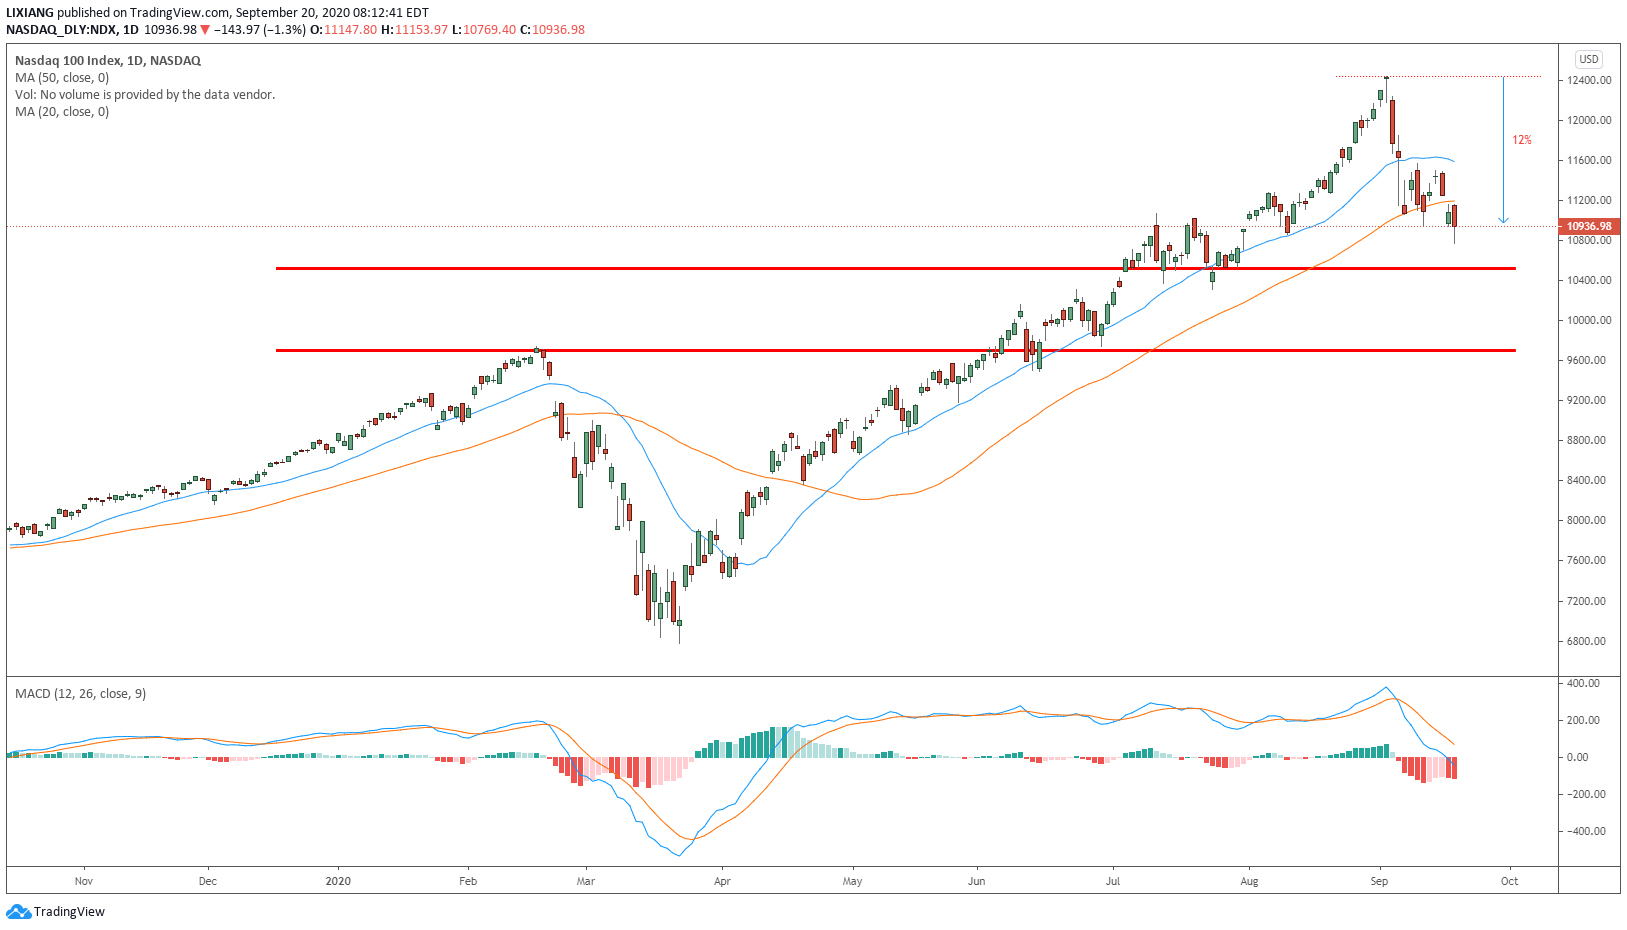 LIXIANG published on TradingView.com, September 20, 2020 08:12:41 EDT
NASDAQ_DLY:NDX, 1D 10936.98 ▼ −143.97 (−1.3%) O:11147.80 H:11153.97 L:10769.40 C:10936.98
Nasdaq 100 Index, 1D, NASDAQ
MA (50, close, 0)
Vol: No volume is provided by the data vendor.
MA (20, close, 0)
USD
12400.00
12000.00
12%
11600.00
11200.00
10936.98
10800.00
10400.00
10000.00
9600.00
9200.00
8800.00
8400.00
8000.00
7600.00
7200.00
6800.00
MACD (12, 26, close, 9)
400.00
200.00
0.00
−200.00
−400.00
Nov Dec 2020 Feb Mar Apr May Jun Jul Aug Sep Oct
TradingView